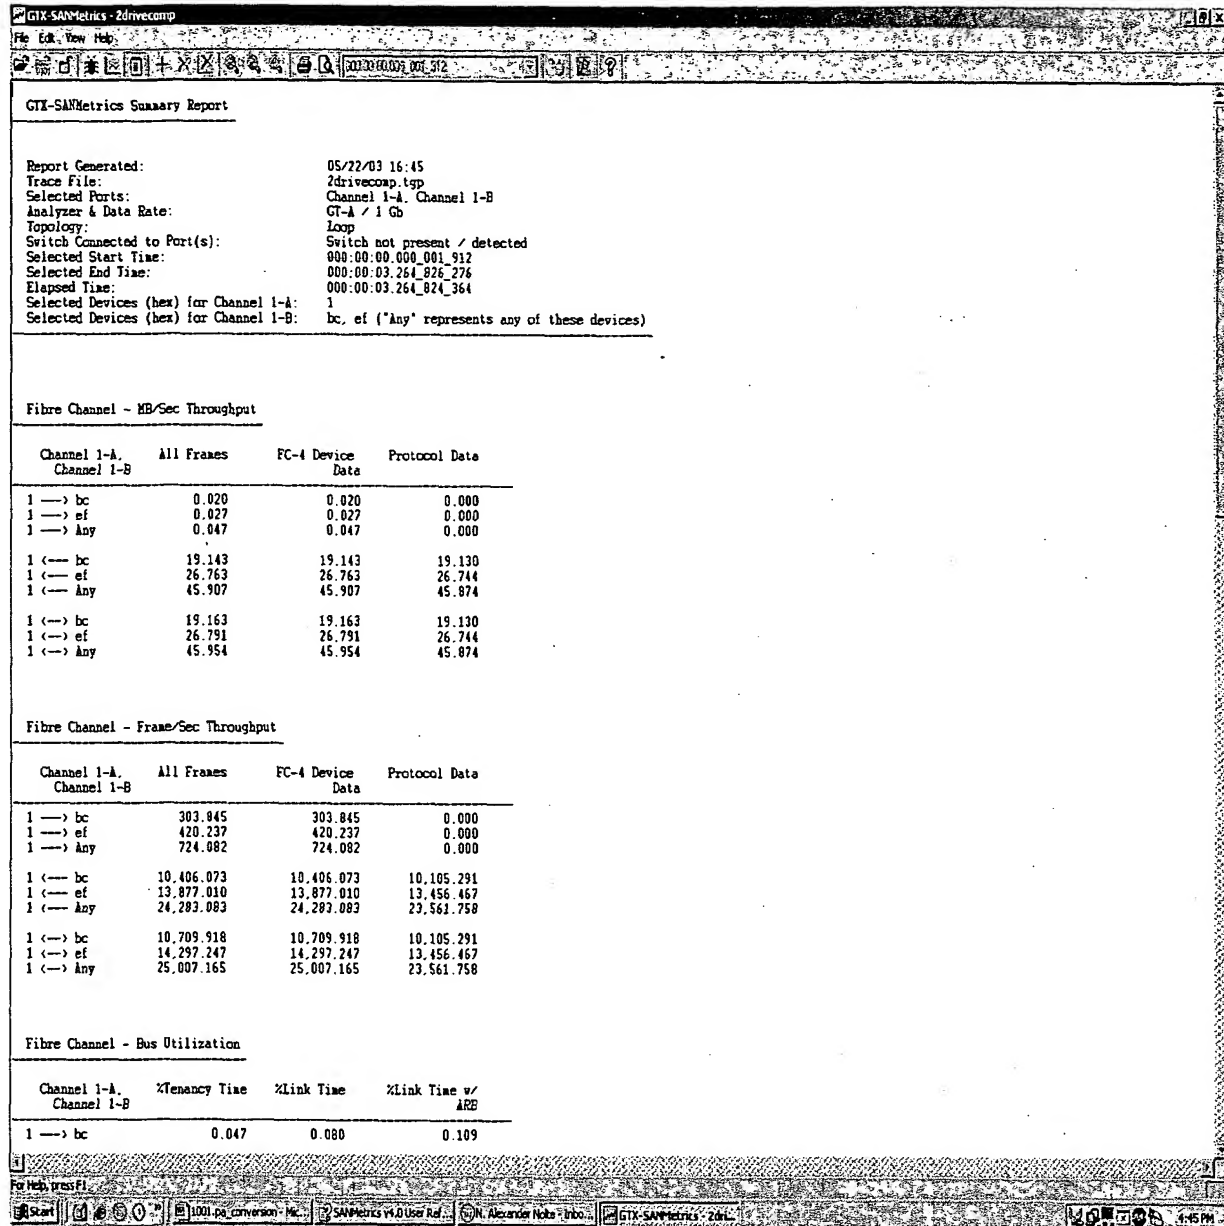 GTX-SANMetrics - 2drivecomp
File Edit View Help
GTX-SANMetrics Summary Report
Report Generated: 05/22/03 16:45
Trace File: 2drivecomp.tgp
Selected Ports: Channel 1-A, Channel 1-B
Analyzer & Data Rate: GT-A / 1 Gb
Topology: Loop
Switch Connected to Port(s): Switch not present / detected
Selected Start Time: 000:00:00.000_001_912
Selected End Time: 000:00:03.264_826_276
Elapsed Time: 000:00:03.264_824_364
Selected Devices (hex) for Channel 1-A: 1
Selected Devices (hex) for Channel 1-B: bc, ef ("Any" represents any of these devices)
Fibre Channel - MB/Sec Throughput
Channel 1-A, All Frames FC-4 Device Protocol Data
Channel 1-B Data
1 ---> bc 0.020 0.020 0.000
1 ---> ef 0.027 0.027 0.000
1 ---> Any 0.047 0.047 0.000
1 <--- bc 19.143 19.143 19.130
1 <--- ef 26.763 26.763 26.744
1 <--- Any 45.907 45.907 45.874
1 <--> bc 19.163 19.163 19.130
1 <--> ef 26.791 26.791 26.744
1 <--> Any 45.954 45.954 45.874
Fibre Channel - Frame/Sec Throughput
Channel 1-A, All Frames FC-4 Device Protocol Data
Channel 1-B Data
1 ---> bc 303.845 303.845 0.000
1 ---> ef 420.237 420.237 0.000
1 ---> Any 724.082 724.082 0.000
1 <--- bc 10,406.073 10,406.073 10,105.291
1 <--- ef 13,877.010 13,877.010 13,456.467
1 <--- Any 24,283.083 24,283.083 23,561.758
1 <--> bc 10,709.918 10,709.918 10,105.291
1 <--> ef 14,297.247 14,297.247 13,456.467
1 <--> Any 25,007.165 25,007.165 23,561.758
Fibre Channel - Bus Utilization
Channel 1-A, %Tenancy Time %Link Time %Link Time w/
Channel 1-B ARB
1 ---> bc 0.047 0.080 0.109
For Help, press F1
Start 1001.pa_conversion - Mic... SANMetrics v4.0 User Ref... N. Alexander Nolte - Inbo... GTX-SANMetrics - 2dri... 4:45 PM